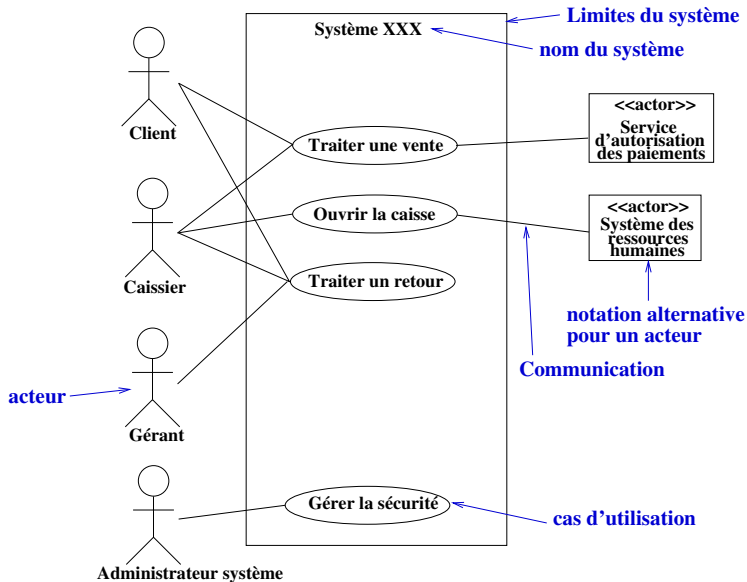 Limites du système
Système XXX
nom du système
Client
<<actor>>
Service
d'autorisation
des paiements
Traiter une vente
<<actor>>
Système des
ressources
humaines
Ouvrir la caisse
Caissier
Traiter un retour
notation alternative
pour un acteur
Communication
acteur
Gérant
Gérer la sécurité
cas d'utilisation
Administrateur système